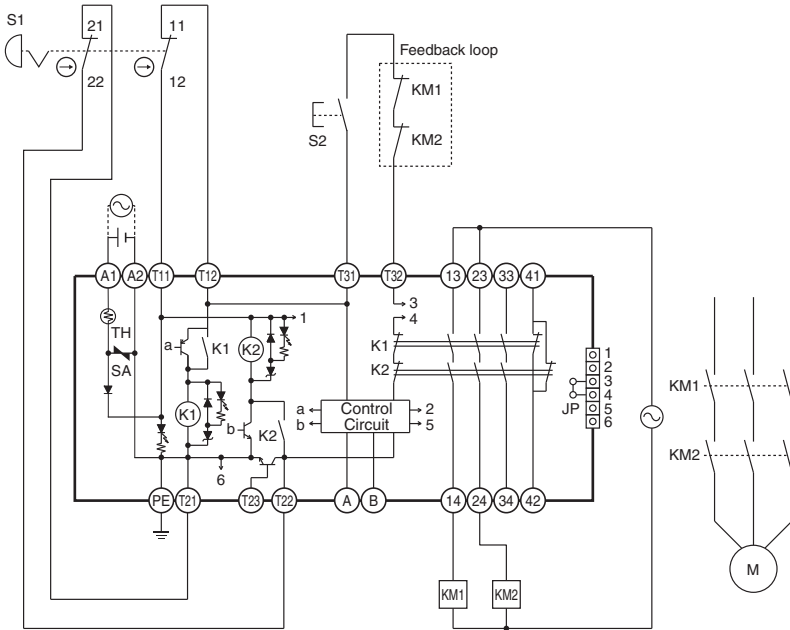 S1
21
11
22
12
Feedback loop
KM1
KM2
S2
A1
A2
T11
T12
T31
T32
13
23
33
41
3
1
4
TH
a
K1
K2
K1
SA
K2
1
2
3
4
5
6
JP
K1
b
K2
a
b
Control
Circuit
2
5
6
PE
T21
T23
T22
A
B
14
24
34
42
KM1
KM2
KM1
KM2
M